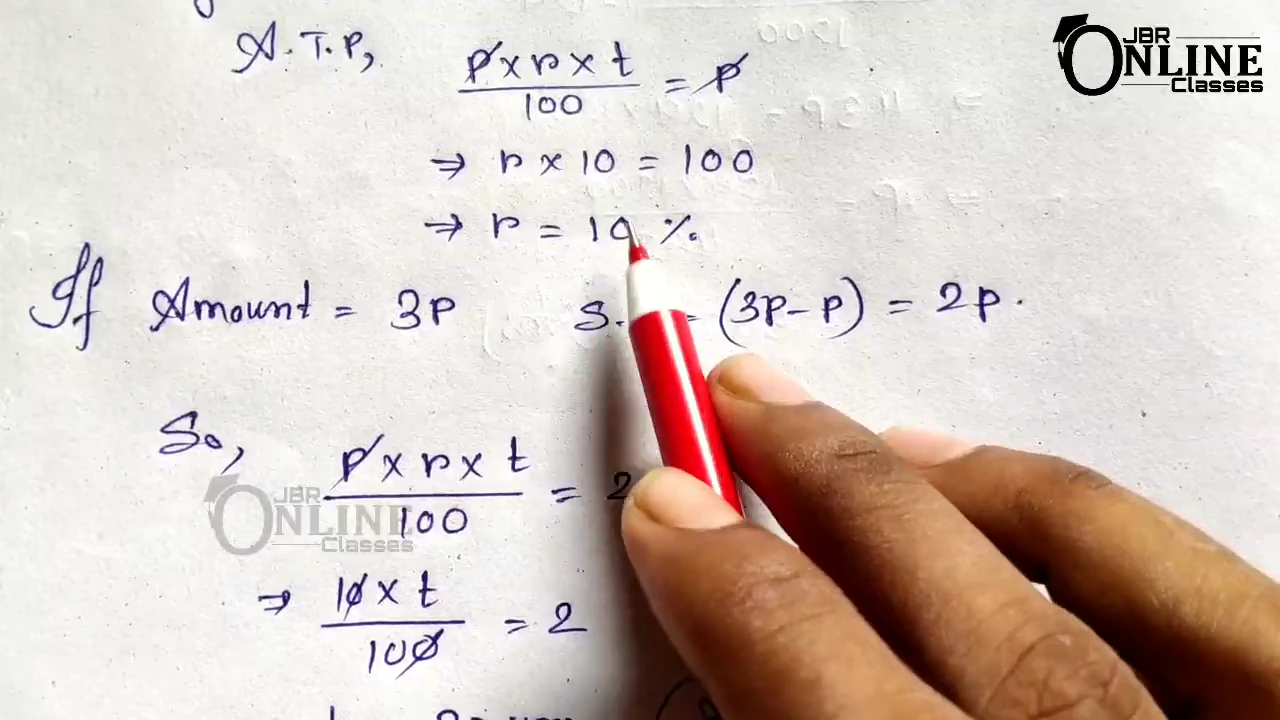 JBR
ONLINE
Classes
A.T.P,
p × r × t / 100 = p
⇒ r × 10 = 100
⇒ r = 10 %
If Amount = 3P S. = (3P - P) = 2P.
So,
p × r × t / 100 = 2
JBR
ONLINE
Classes
⇒ 10 × t / 100 = 2